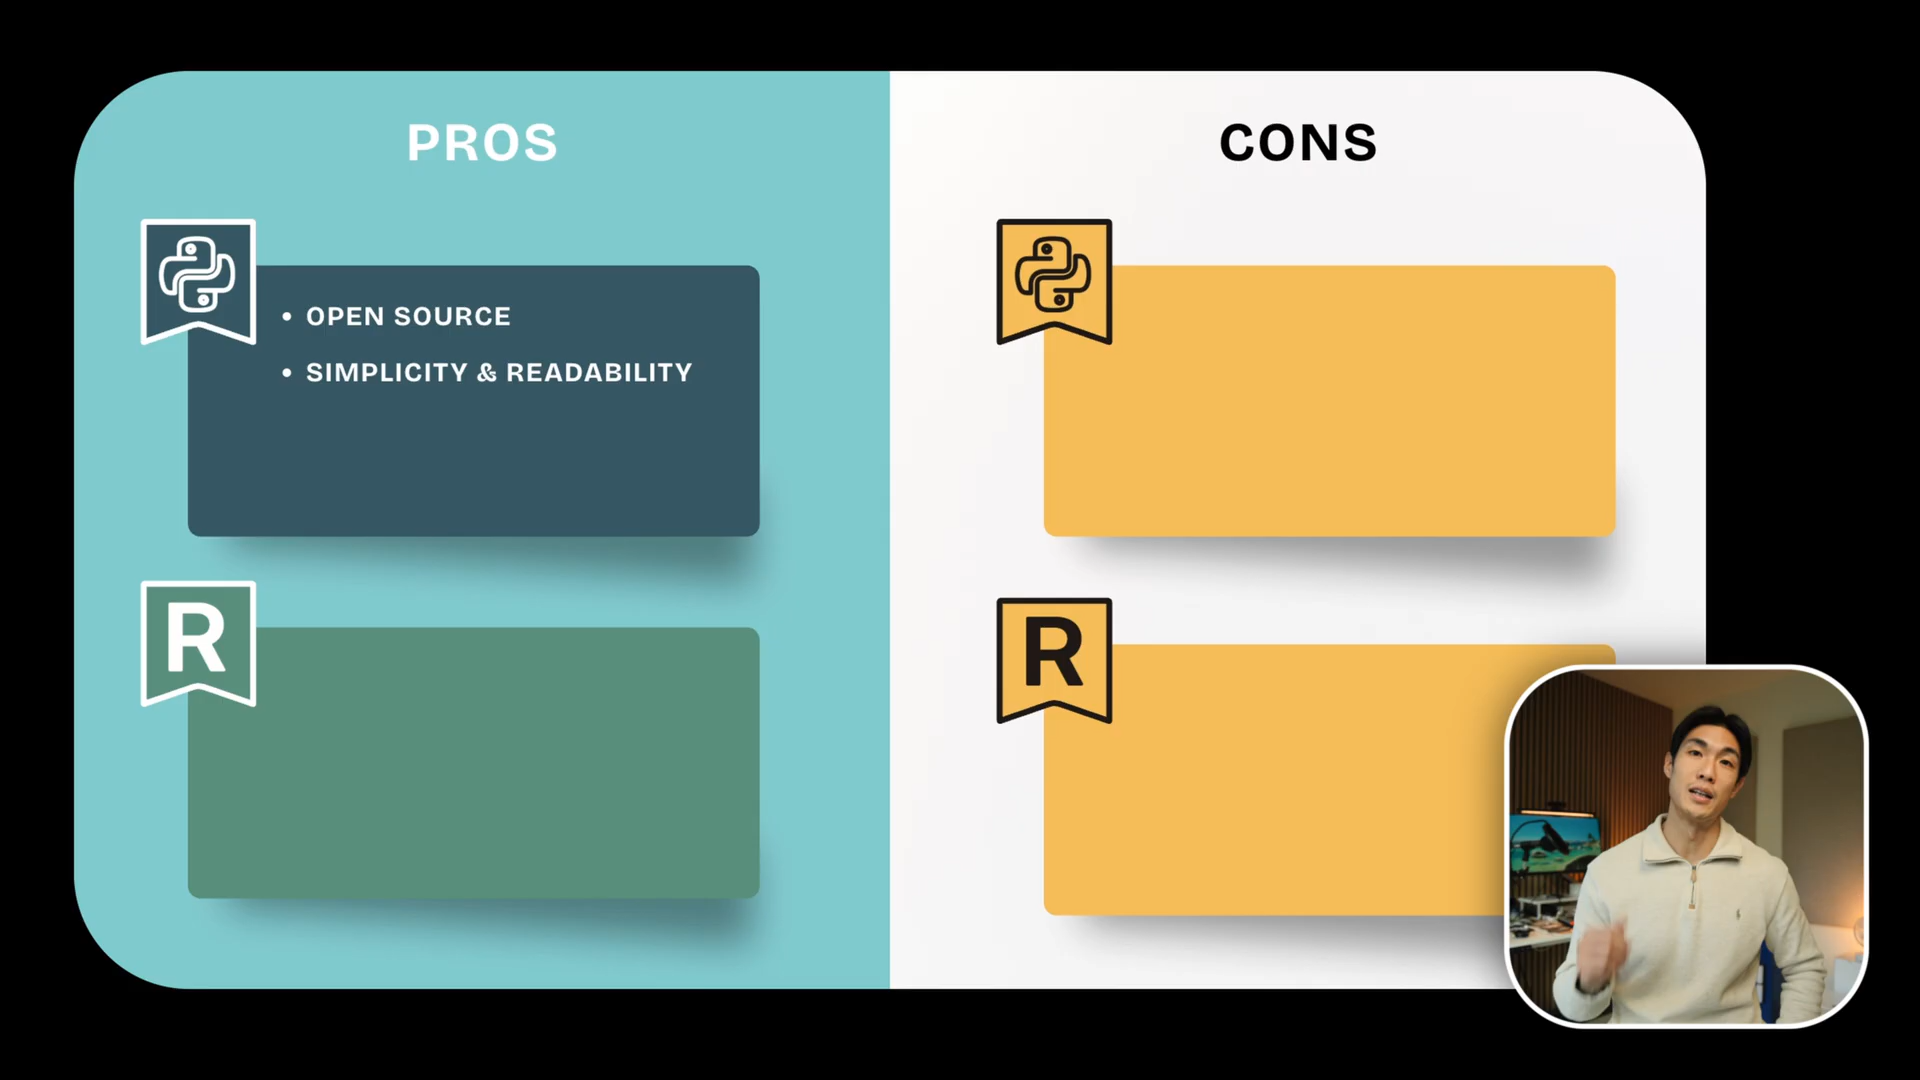 PROS
CONS
• OPEN SOURCE
• SIMPLICITY & READABILITY
R
R